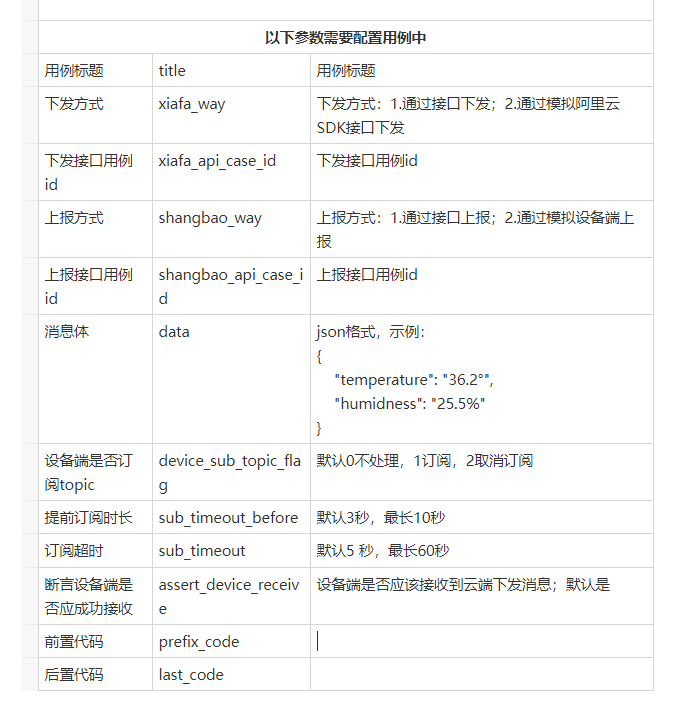 以下参数需要配置用例中
用例标题 title 用例标题
下发方式 xiafa_way 下发方式：1.通过接口下发；2.通过模拟阿里云
SDK接口下发
下发接口用例 xiafa_api_case_id 下发接口用例id
id
上报方式 shangbao_way 上报方式：1.通过接口上报；2.通过模拟设备端上
报
上报接口用例 shangbao_api_case_i 上报接口用例id
id d
消息体 data json格式，示例：
{
"temperature": "36.2°",
"humidness": "25.5%"
}
设备端是否订 device_sub_topic_fla 默认0不处理，1订阅，2取消订阅
阅topic g
提前订阅时长 sub_timeout_before 默认3秒，最长10秒
订阅超时 sub_timeout 默认5 秒，最长60秒
断言设备端是 assert_device_receiv 设备端是否应该接收到云端下发消息；默认是
否应成功接收 e
前置代码 prefix_code
后置代码 last_code